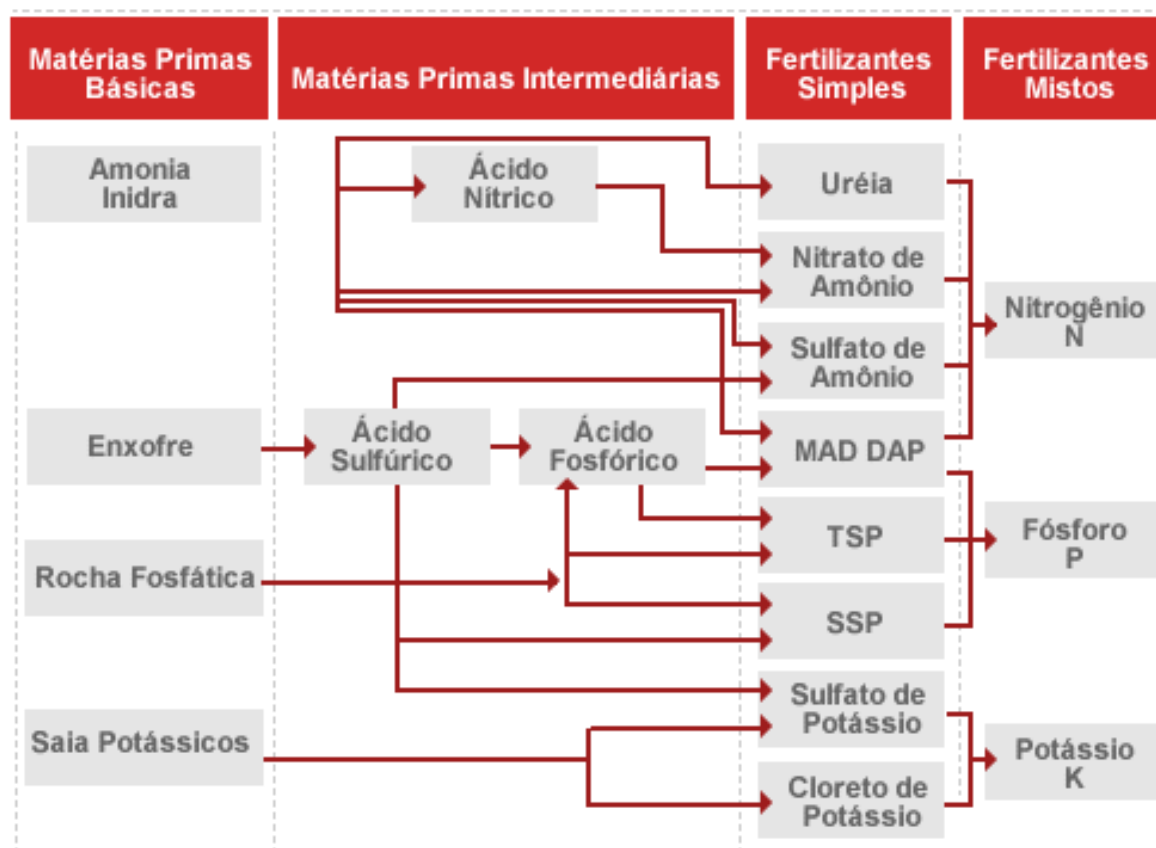 Matérias Primas
Básicas
Matérias Primas Intermediárias
Fertilizantes
Simples
Fertilizantes
Mistos
Amonia
Inidra
Ácido
Nítrico
Uréia
Nitrato de
Amônio
Nitrogênio
N
Sulfato de
Amônio
Enxofre
Ácido
Sulfúrico
Ácido
Fosfórico
MAD DAP
TSP
Fósforo
P
Rocha Fosfática
SSP
Sulfato de
Potássio
Saia Potássicos
Potássio
K
Cloreto de
Potássio